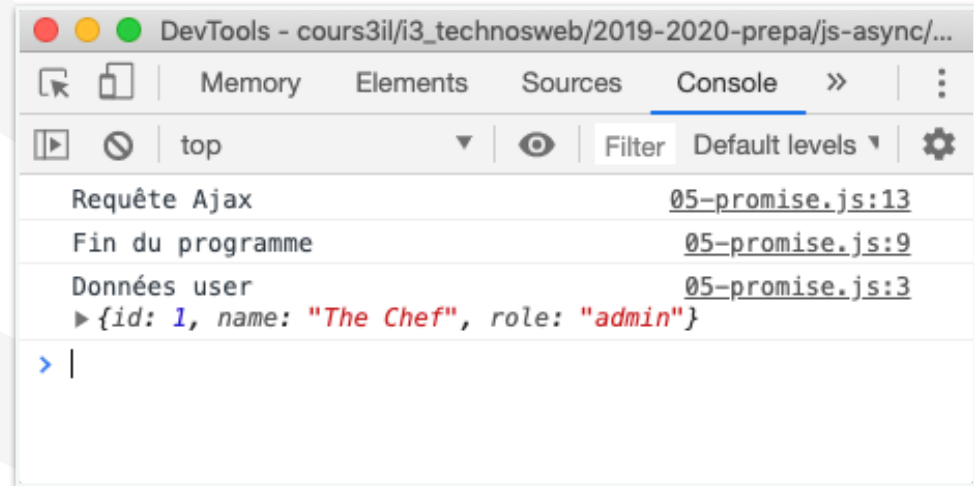 DevTools - cours3il/i3_technosweb/2019-2020-prepa/js-async/...
Memory Elements Sources Console »
top Filter Default levels
Requête Ajax 05-promise.js:13
Fin du programme 05-promise.js:9
Données user 05-promise.js:3
▶{id: 1, name: "The Chef", role: "admin"}
>